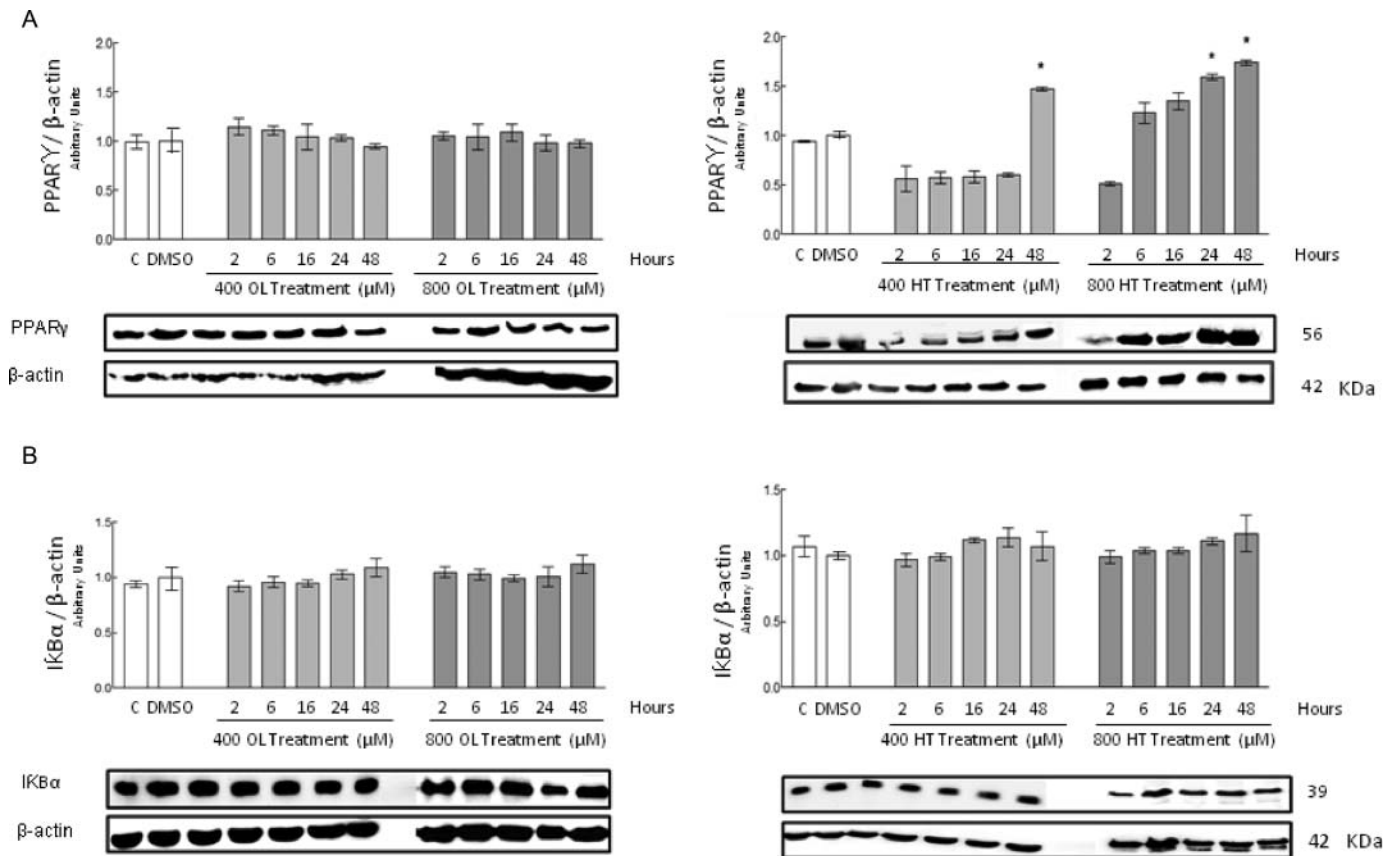 A
PPARϒ / β-actin
Arbitrary Units
2.0
1.5
1.0
0.5
0.0
C DMSO 2 6 16 24 48 2 6 16 24 48 Hours
400 OL Treatment (µM) 800 OL Treatment (µM)
PPARγ
β-actin
PPARϒ / β-actin
Arbitrary Units
2.0
1.5
1.0
0.5
0.0
* * *
C DMSO 2 6 16 24 48 2 6 16 24 48 Hours
400 HT Treatment (µM) 800 HT Treatment (µM)
56
42 KDa
B
IƘBα / β-actin
Arbitrary Units
1.5
1.0
0.5
0.0
C DMSO 2 6 16 24 48 2 6 16 24 48 Hours
400 OL Treatment (µM) 800 OL Treatment (µM)
IƘBα
β-actin
IƘBα / β-actin
Arbitrary Units
1.5
1.0
0.5
0.0
C DMSO 2 6 16 24 48 2 6 16 24 48 Hours
400 HT Treatment (µM) 800 HT Treatment (µM)
39
42 KDa